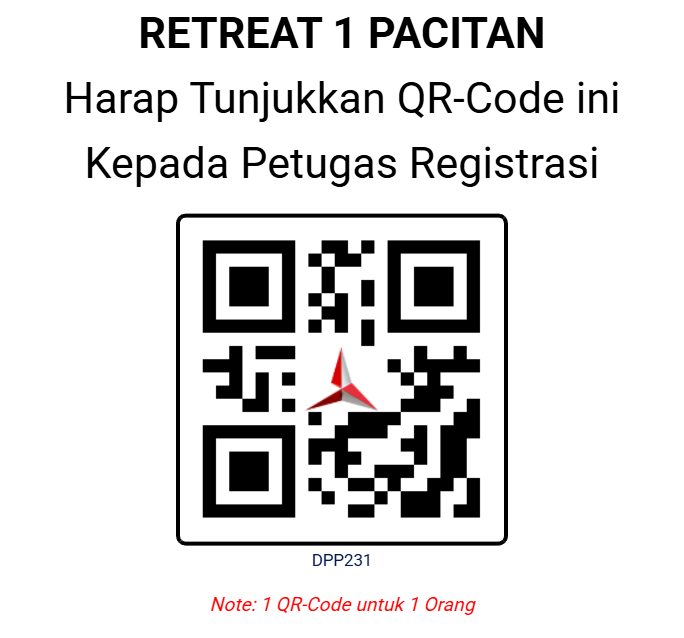 RETREAT 1 PACITAN
Harap Tunjukkan QR-Code ini
Kepada Petugas Registrasi
DPP231
Note: 1 QR-Code untuk 1 Orang